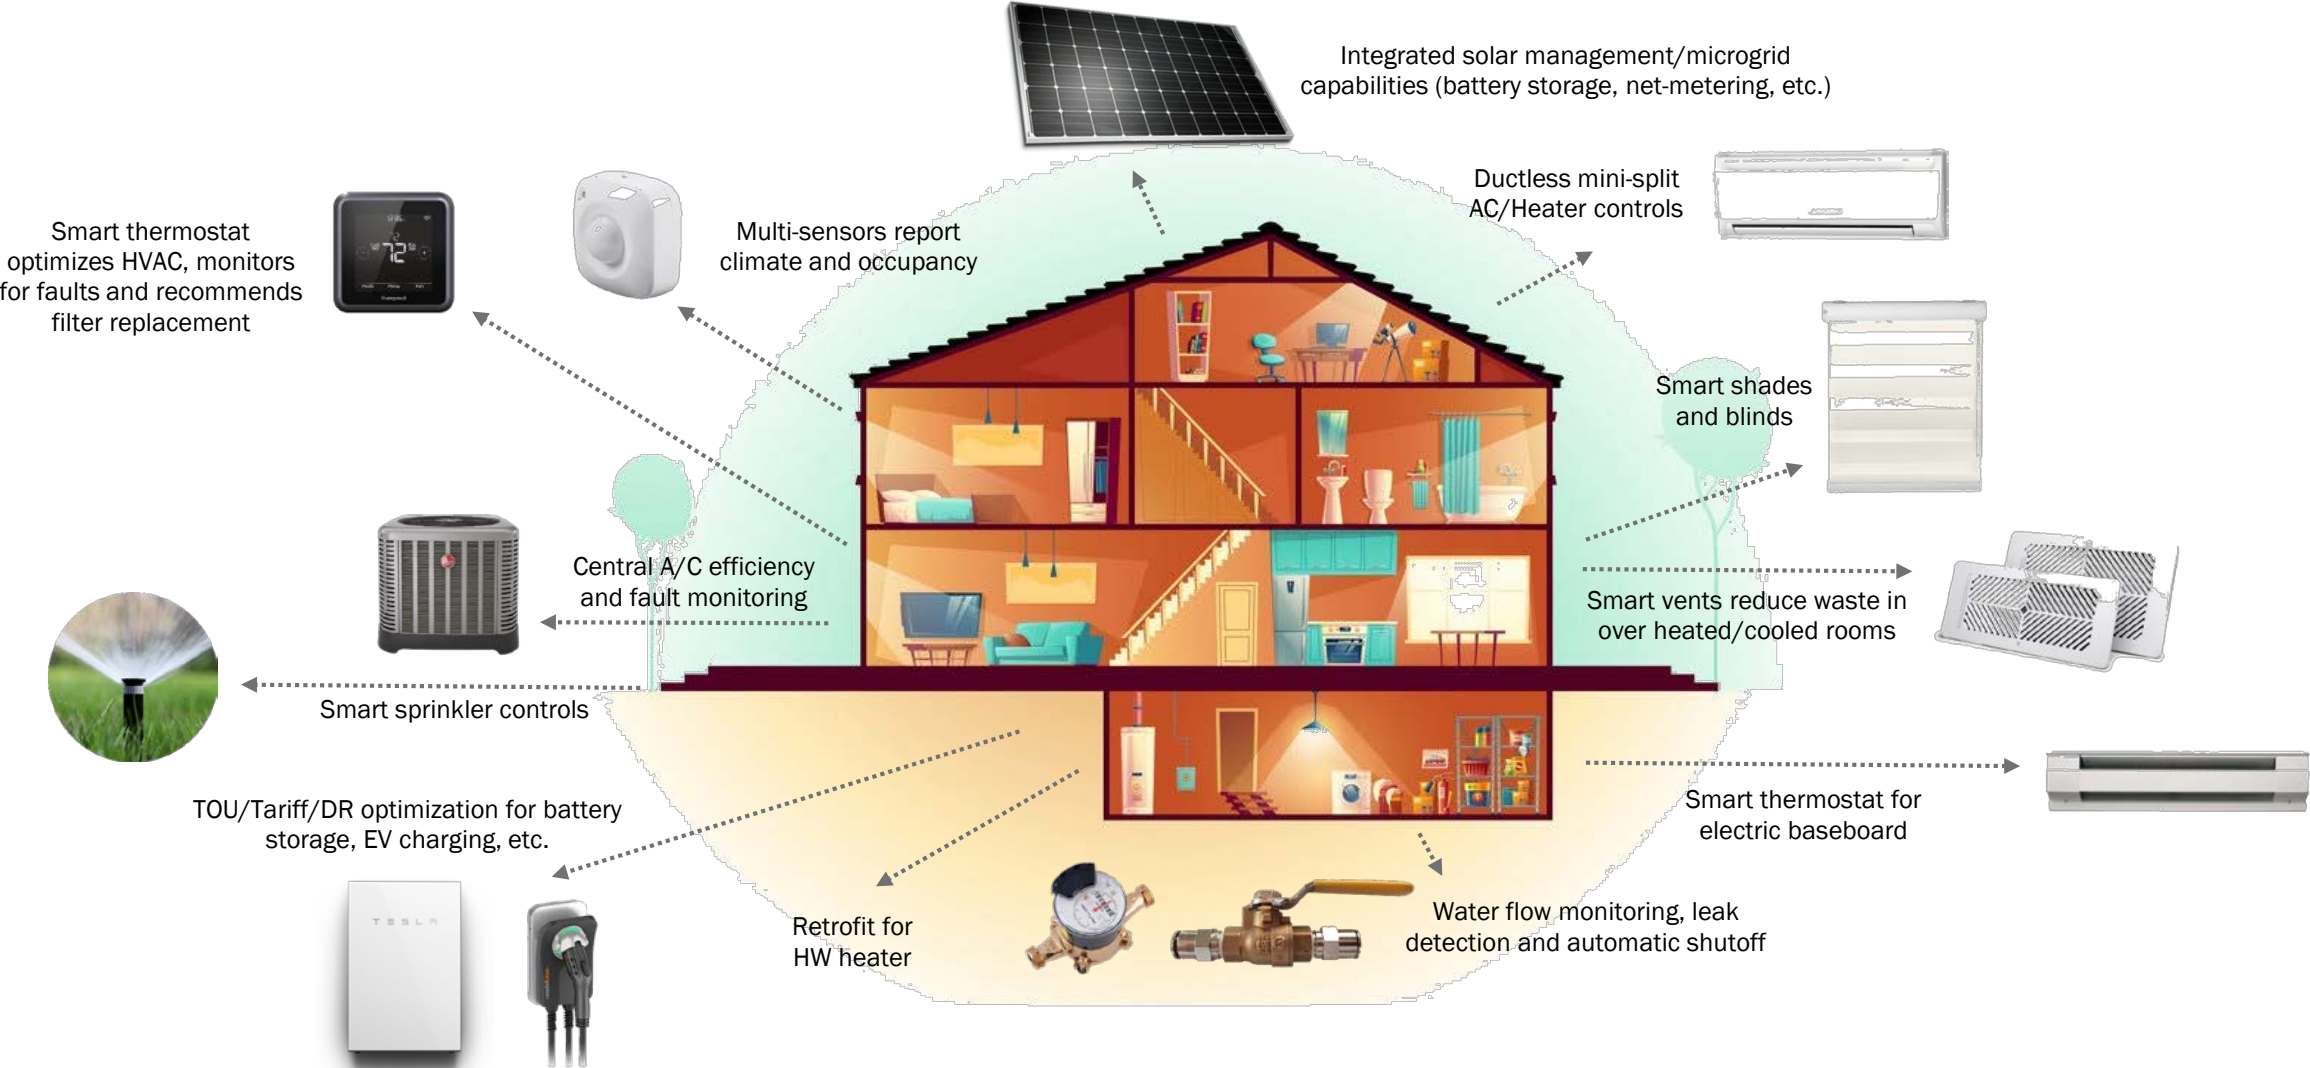 Integrated solar management/microgrid
capabilities (battery storage, net-metering, etc.)
Ductless mini-split
AC/Heater controls
Smart thermostat
optimizes HVAC, monitors
for faults and recommends
filter replacement
72
Honeywell
Multi-sensors report
climate and occupancy
Smart shades
and blinds
Central A/C efficiency
and fault monitoring
Smart vents reduce waste in
over heated/cooled rooms
Smart sprinkler controls
TOU/Tariff/DR optimization for battery
storage, EV charging, etc.
Smart thermostat for
electric baseboard
TESLA
Retrofit for
HW heater
Water flow monitoring, leak
detection and automatic shutoff